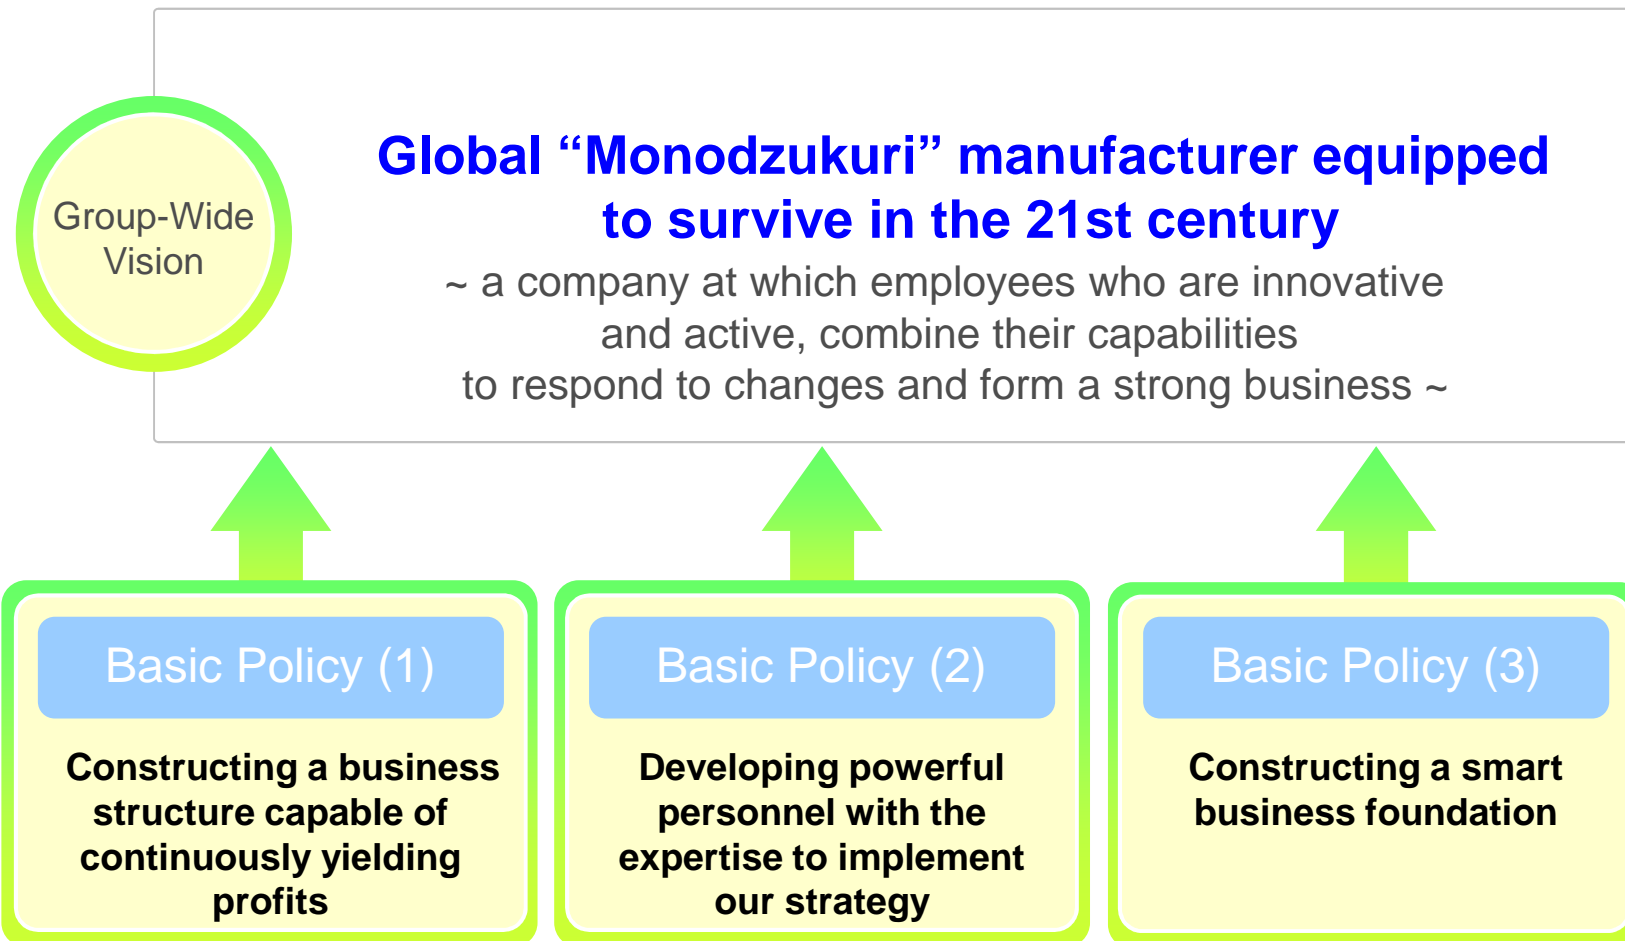 Group-Wide
Vision
Global “Monodzukuri” manufacturer equipped
to survive in the 21st century
~ a company at which employees who are innovative
and active, combine their capabilities
to respond to changes and form a strong business ~
Basic Policy (1)
Constructing a business
structure capable of
continuously yielding
profits
Basic Policy (2)
Developing powerful
personnel with the
expertise to implement
our strategy
Basic Policy (3)
Constructing a smart
business foundation